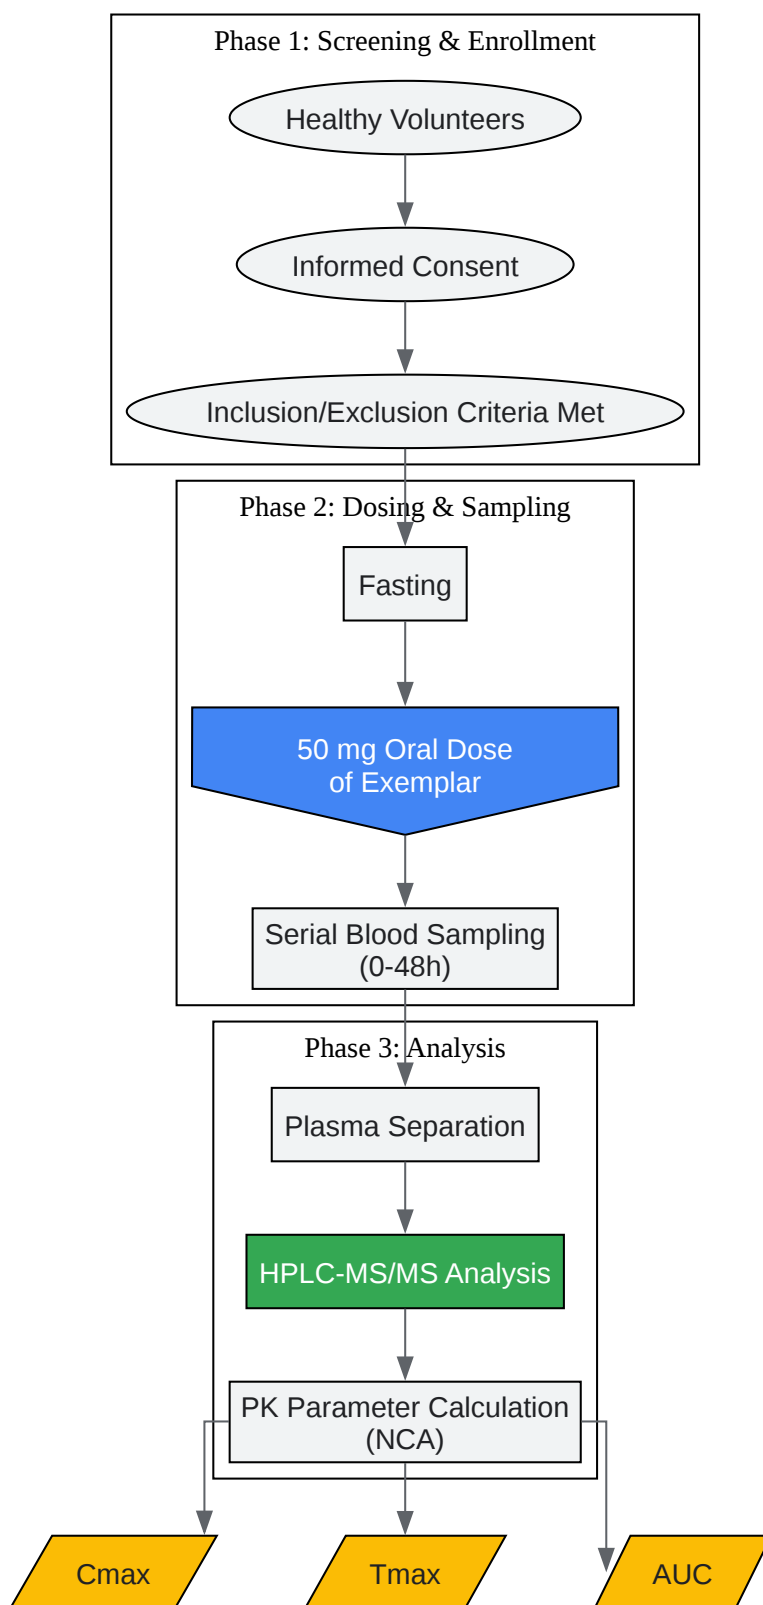 Phase 1: Screening & Enrollment
Healthy Volunteers
Informed Consent
Inclusion/Exclusion Criteria Met
Phase 2: Dosing & Sampling
Fasting
50 mg Oral Dose
of Exemplar
Serial Blood Sampling
(0-48h)
Phase 3: Analysis
Plasma Separation
HPLC-MS/MS Analysis
PK Parameter Calculation
(NCA)
Cmax
Tmax
AUC